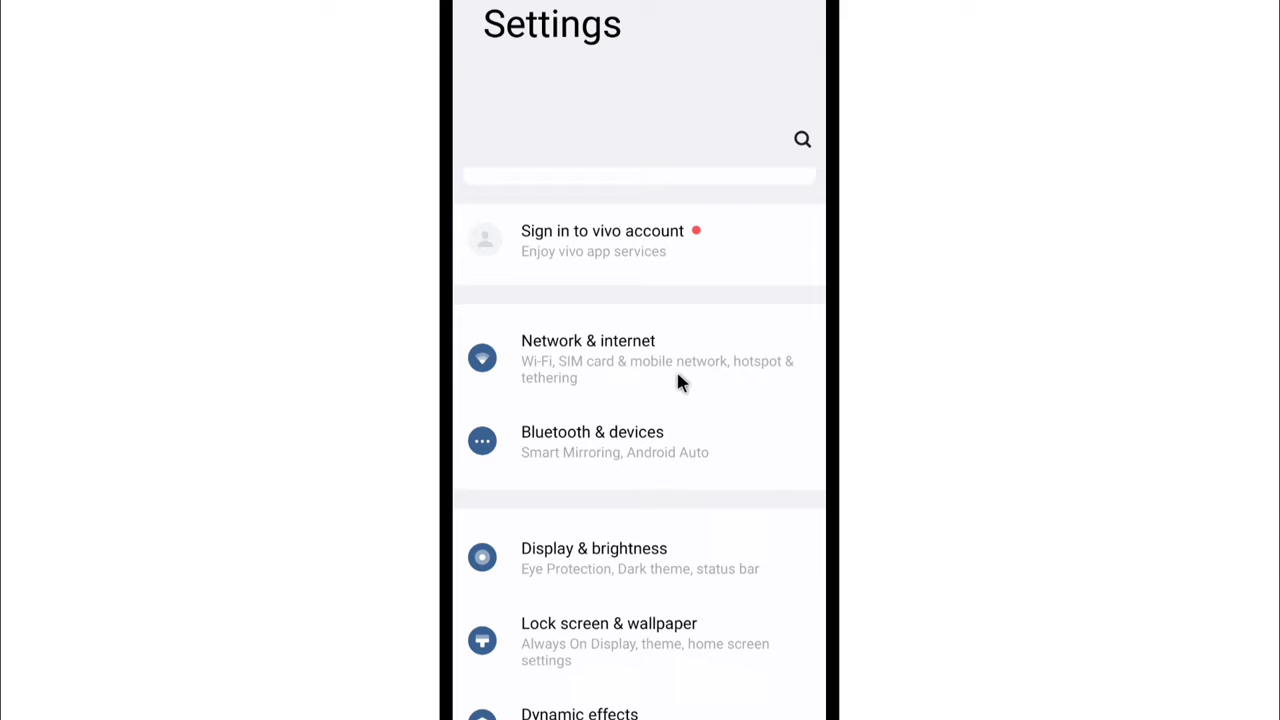 Settings
Sign in to vivo account
Enjoy vivo app services
Network & internet
Wi-Fi, SIM card & mobile network, hotspot &
tethering
Bluetooth & devices
Smart Mirroring, Android Auto
Display & brightness
Eye Protection, Dark theme, status bar
Lock screen & wallpaper
Always On Display, theme, home screen
settings
Dynamic effects